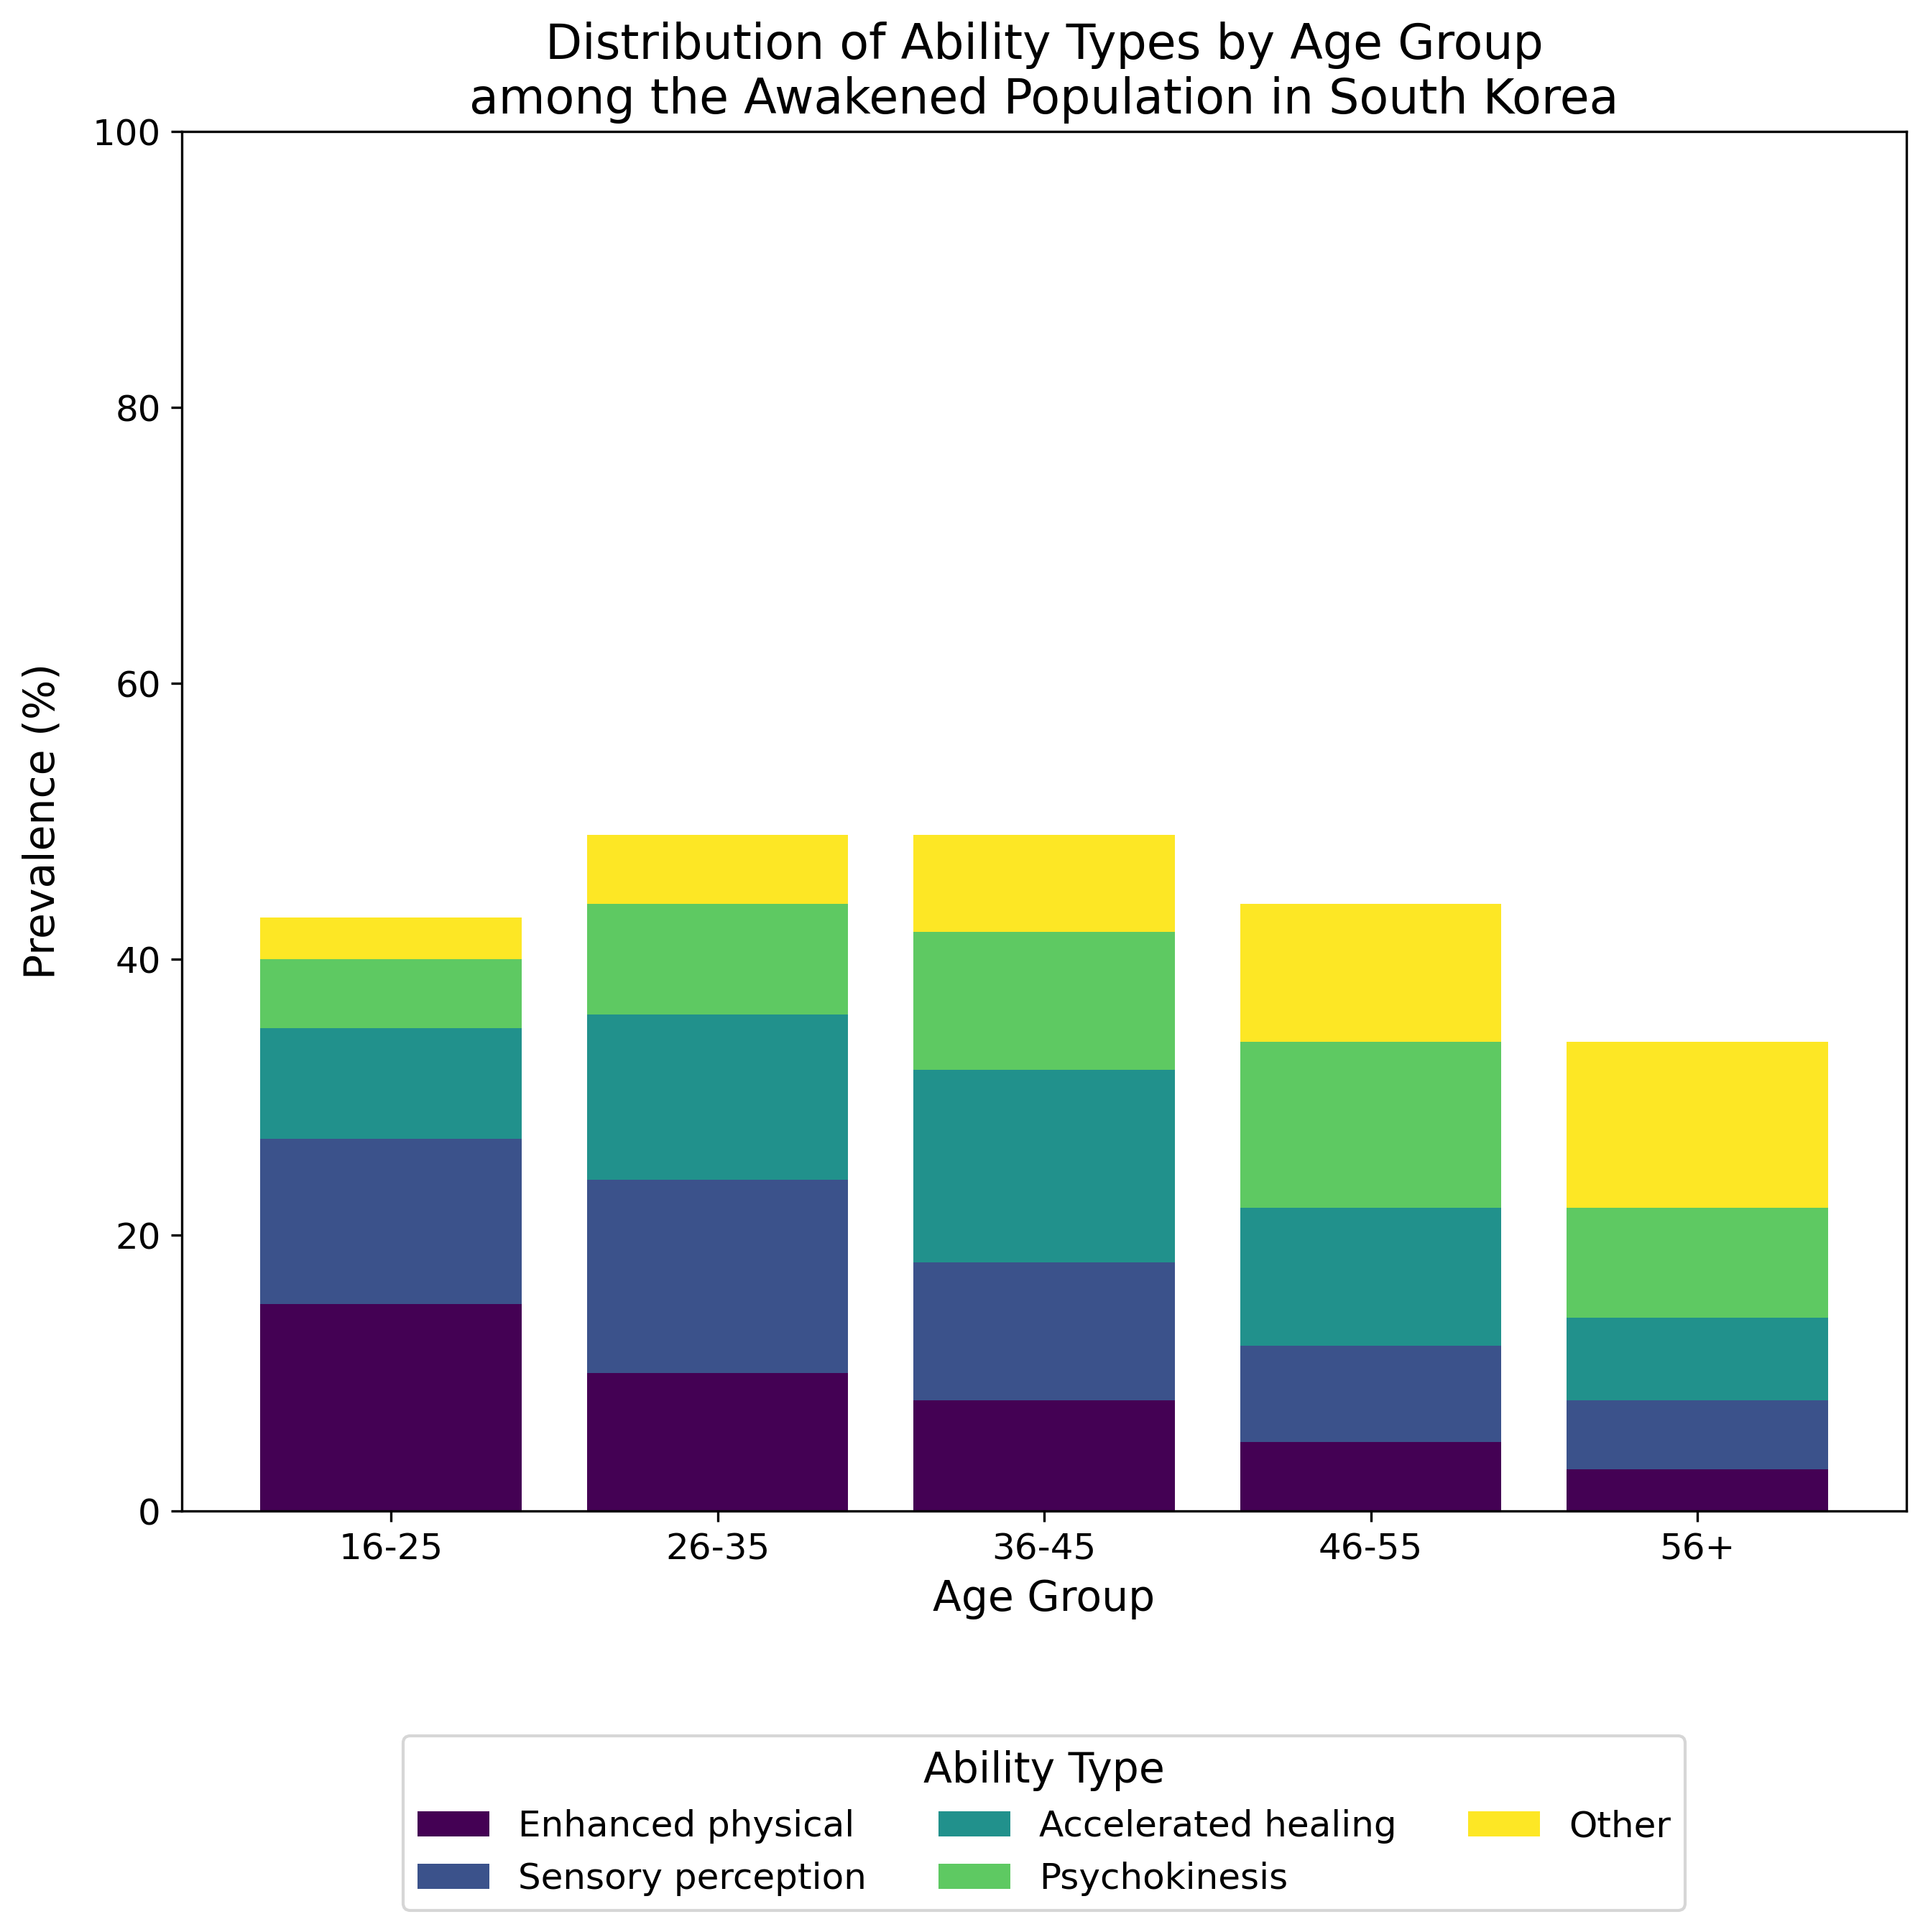 Distribution of Ability Types by Age Group
among the Awakened Population in South Korea
100
80
60
40
20
0
Prevalence (%)
16-25
26-35
36-45
46-55
56+
Age Group
Ability Type
Enhanced physical
Sensory perception
Accelerated healing
Psychokinesis
Other